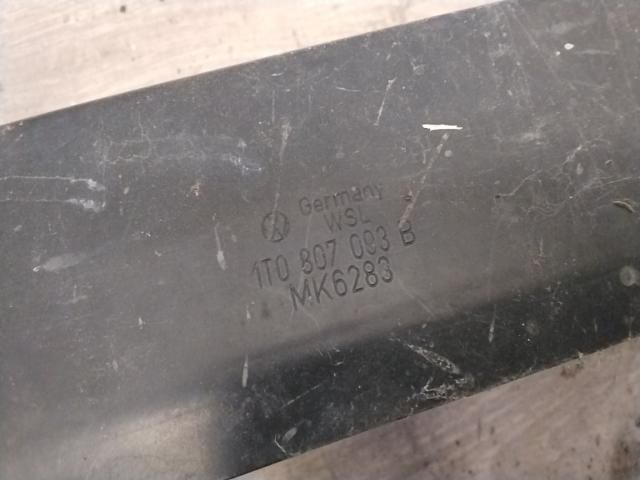 Germany
WSL
1T0 807 093 B
MK6283